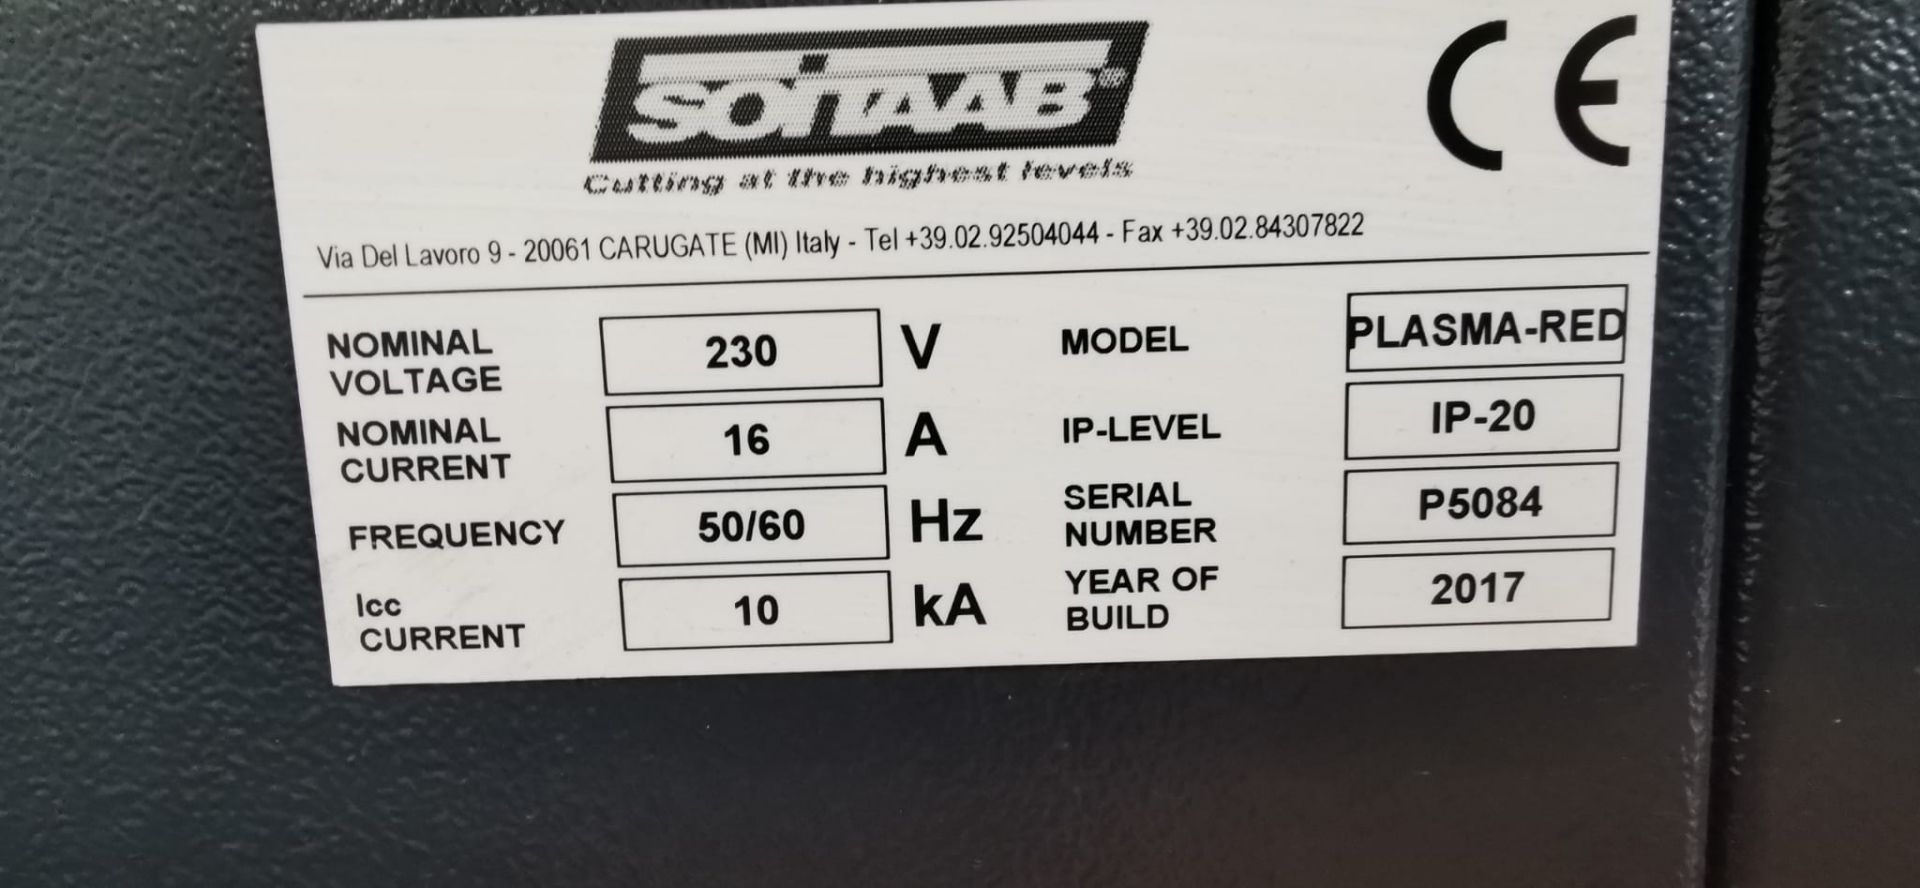 SOITAAB®
Cutting at the highest levels
CE
Via Del Lavoro 9 - 20061 CARUGATE (MI) Italy - Tel +39.02.92504044 - Fax +39.02.84307822
NOMINAL
VOLTAGE
230
V
MODEL
PLASMA-RED
NOMINAL
CURRENT
16
A
IP-LEVEL
IP-20
FREQUENCY
50/60
Hz
SERIAL
NUMBER
P5084
Icc
CURRENT
10
kA
YEAR OF
BUILD
2017